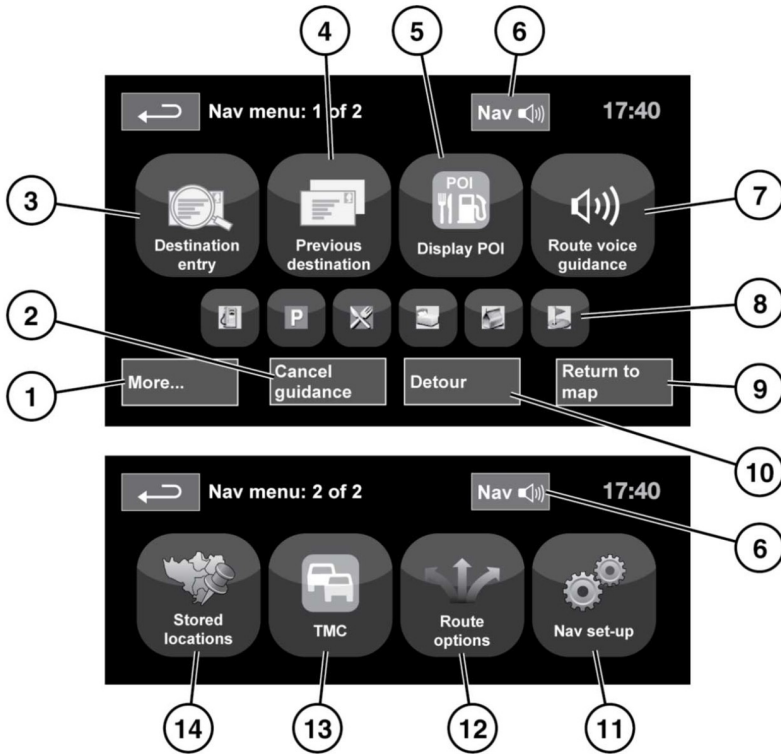 4
5
6
Nav menu: 1 of 2
Nav
17:40
3
POI
7
Destination
entry
Previous
destination
Display POI
Route voice
guidance
2
P
8
More...
Cancel
guidance
Detour
Return to
map
1
9
10
Nav menu: 2 of 2
Nav
17:40
6
Stored
locations
TMC
Route
options
Nav set-up
14
13
12
11